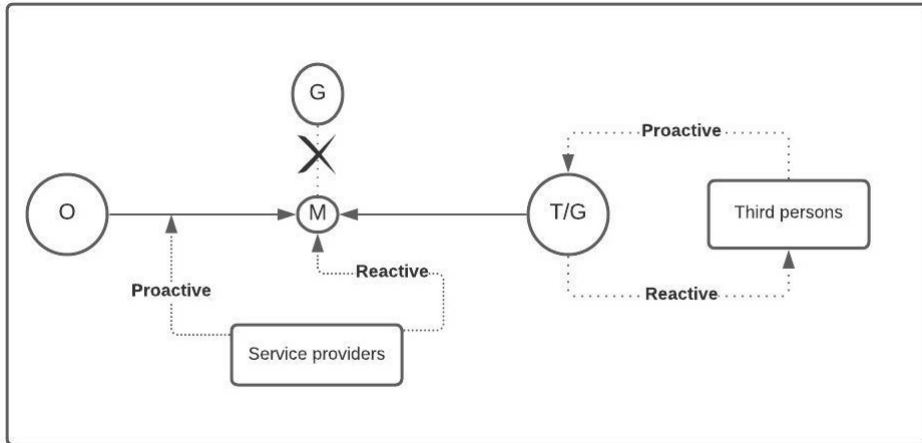 G
Proactive
O
M
T/G
Third persons
Proactive
Reactive
Reactive
Service providers